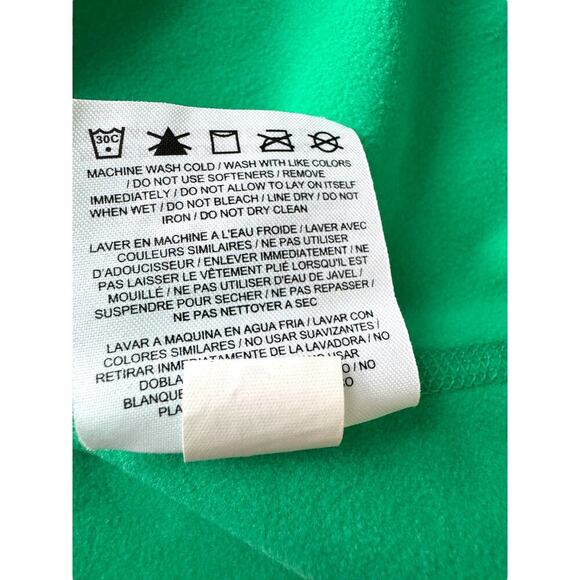 30C
MACHINE WASH COLD / WASH WITH LIKE COLORS
/ DO NOT USE SOFTENERS / REMOVE
IMMEDIATELY / DO NOT ALLOW TO LAY ON ITSELF
WHEN WET / DO NOT BLEACH / LINE DRY / DO NOT
IRON / DO NOT DRY CLEAN
LAVER EN MACHINE A L'EAU FROIDE / LAVER AVEC
COULEURS SIMILAIRES / NE PAS UTILISER
D'ADOUCISSEUR / ENLEVER IMMEDIATEMENT / NE
PAS LAISSER LE VÊTEMENT PLIÉ LORSQU'IL EST
MOUILLÉ / NE PAS UTILISER D'EAU DE JAVEL /
SUSPENDRE POUR SECHER / NE PAS REPASSER /
NE PAS NETTOYER A SEC
LAVAR A MAQUINA EN AGUA FRIA / LAVAR CON
COLORES SIMILARES / NO USAR SUAVIZANTES /
RETIRAR INMEDIATAMENTE DE LA LAVADORA / NO
USAR
/ NO